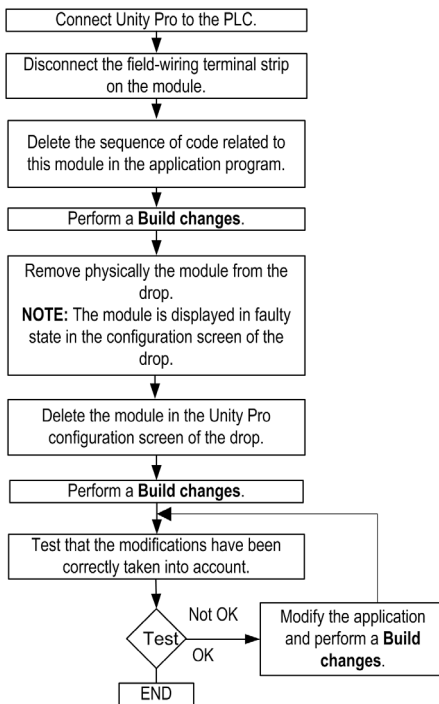 Connect Unity Pro to the PLC.
Disconnect the field-wiring terminal strip
on the module.
Delete the sequence of code related to
this module in the application program.
Perform a Build changes.
Remove physically the module from the
drop.
NOTE: The module is displayed in faulty
state in the configuration screen of the
drop.
Delete the module in the Unity Pro
configuration screen of the drop.
Perform a Build changes.
Test that the modifications have been
correctly taken into account.
Test
Not OK
OK
Modify the application
and perform a Build
changes.
END